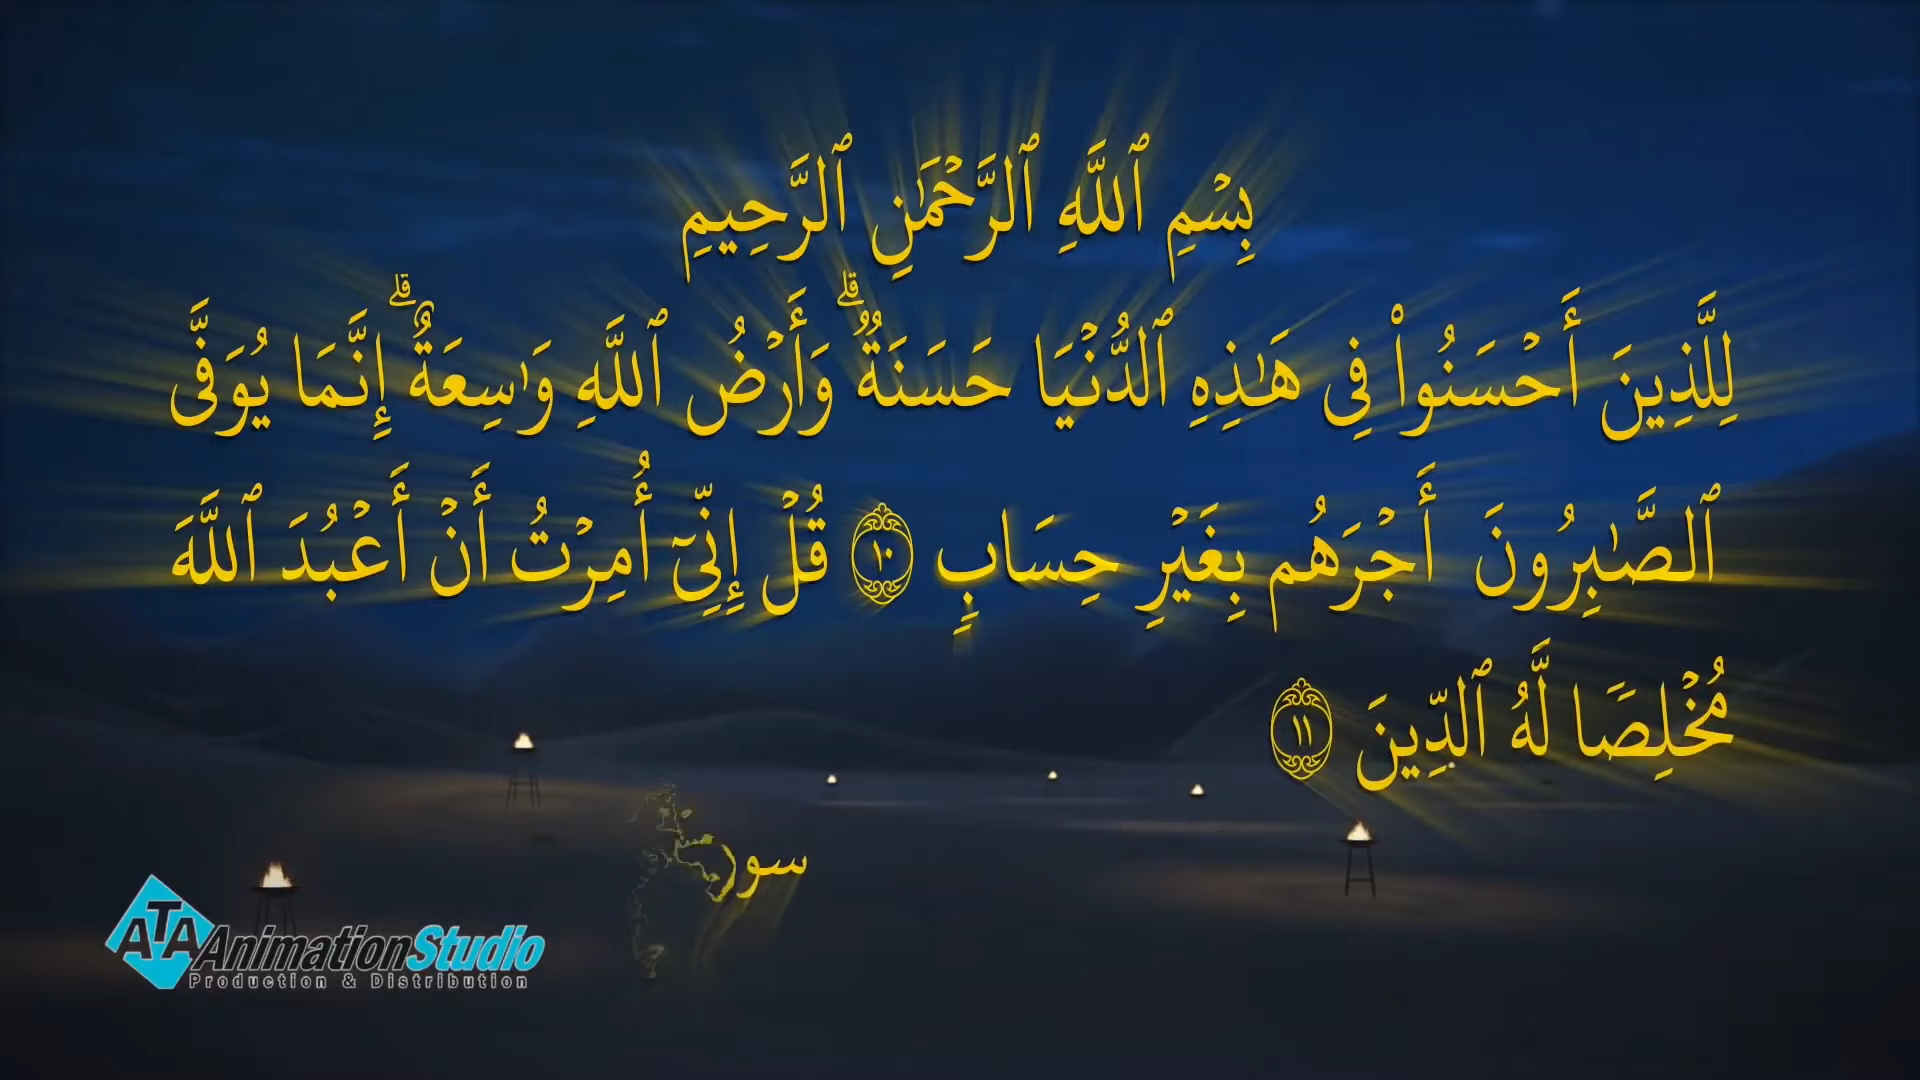 بِسْمِ ٱللَّهِ ٱلرَّحْمَٰنِ ٱلرَّحِيمِ
لِلَّذِينَ أَحْسَنُوا۟ فِى هَٰذِهِ ٱلدُّنْيَا حَسَنَةٌ ۗ وَأَرْضُ ٱللَّهِ وَٰسِعَةٌ ۗ إِنَّمَا يُوَفَّى
ٱلصَّٰبِرُونَ أَجْرَهُم بِغَيْرِ حِسَابٍ ١٠ قُلْ إِنِّىٓ أُمِرْتُ أَنْ أَعْبُدَ ٱللَّهَ
مُخْلِصًا لَّهُ ٱلدِّينَ ١١
ATA AnimationStudio
Production & Distribution